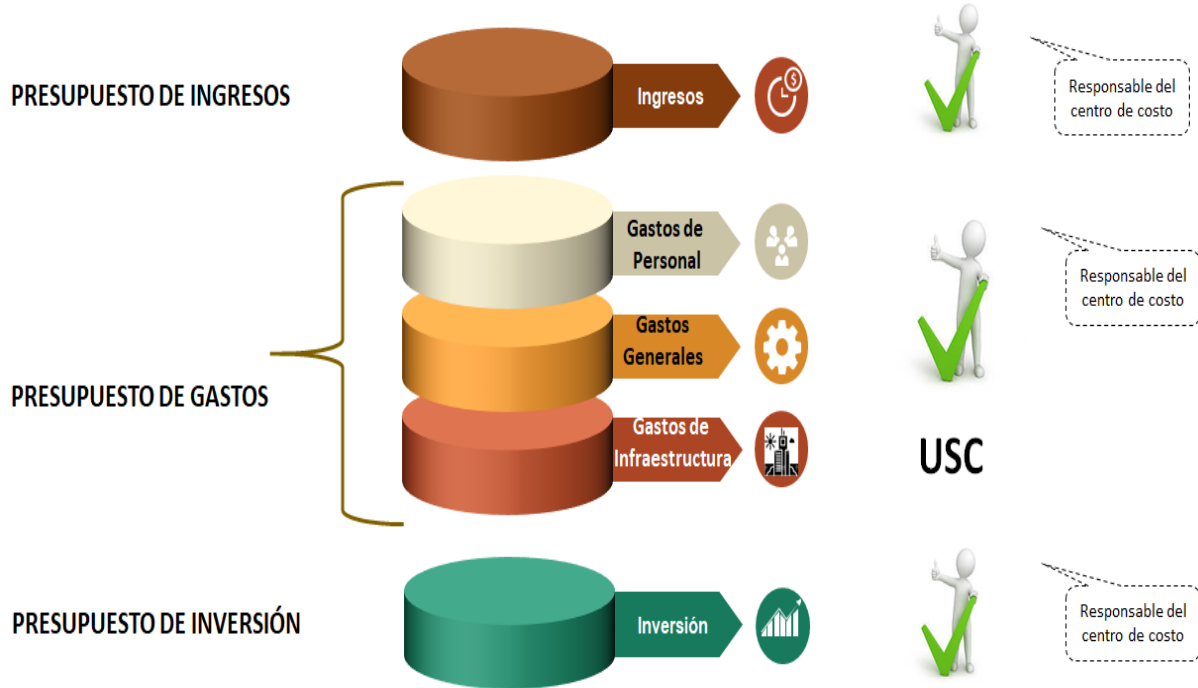 PRESUPUESTO DE INGRESOS
Ingresos
$
Responsable del
centro de costo
Gastos de
Personal
Responsable del
centro de costo
Gastos
Generales
PRESUPUESTO DE GASTOS
Gastos de
Infraestructura
USC
PRESUPUESTO DE INVERSIÓN
Inversión
Responsable del
centro de costo